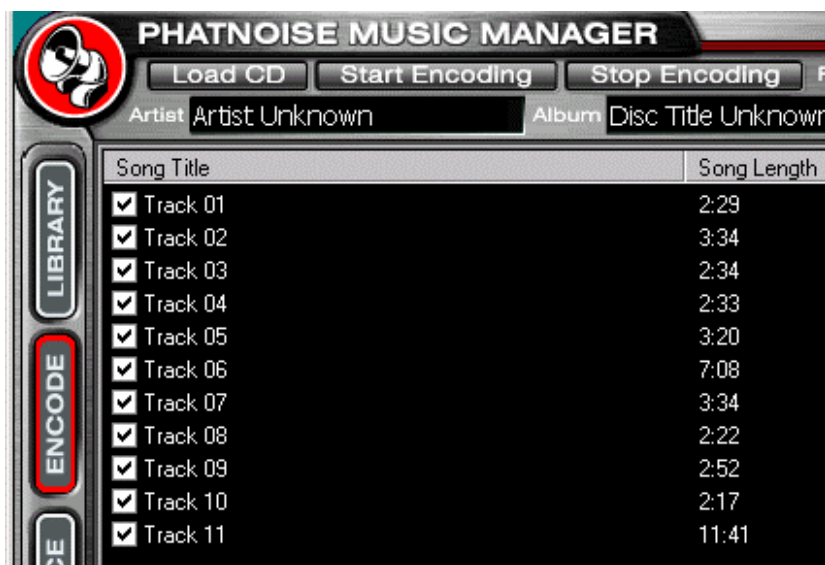 PHATNOISE MUSIC MANAGER
Load CD Start Encoding Stop Encoding
Artist Artist Unknown Album Disc Title Unknown
Song Title Song Length
Track 01 2:29
Track 02 3:34
Track 03 2:34
Track 04 2:33
Track 05 3:20
Track 06 7:08
Track 07 3:34
Track 08 2:22
Track 09 2:52
Track 10 2:17
Track 11 11:41
LIBRARY
ENCODE